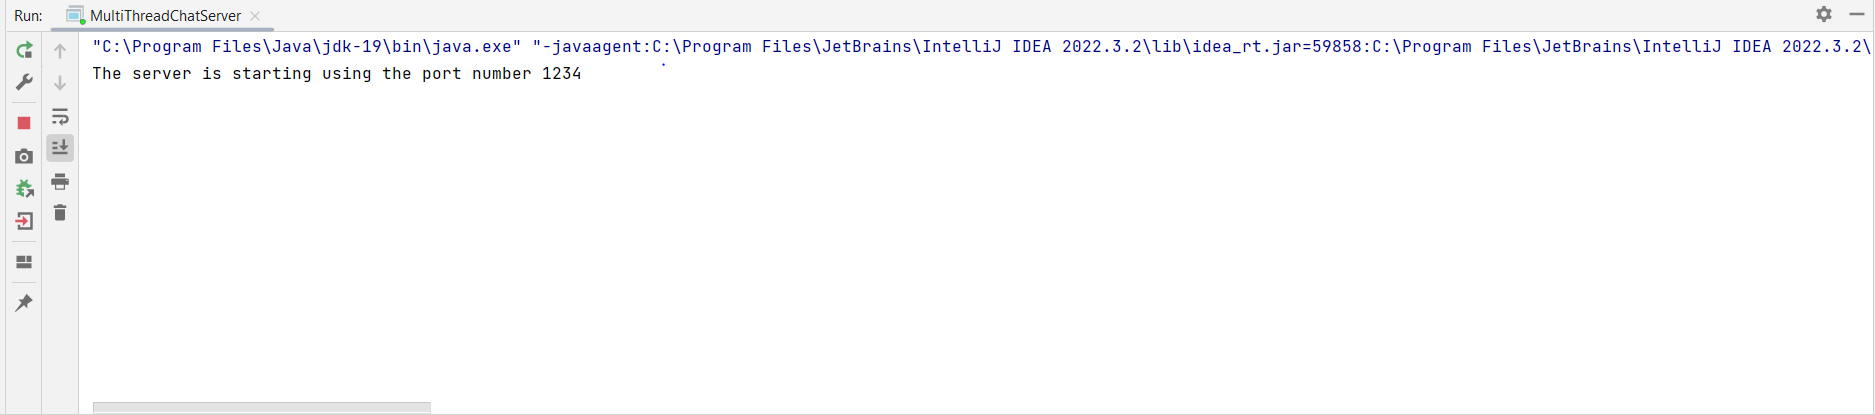 Run: MultiThreadChatServer
"C:\Program Files\Java\jdk-19\bin\java.exe" "-javaagent:C:\Program Files\JetBrains\IntelliJ IDEA 2022.3.2\lib\idea_rt.jar=59858:C:\Program Files\JetBrains\IntelliJ IDEA 2022.3.2\
The server is starting using the port number 1234